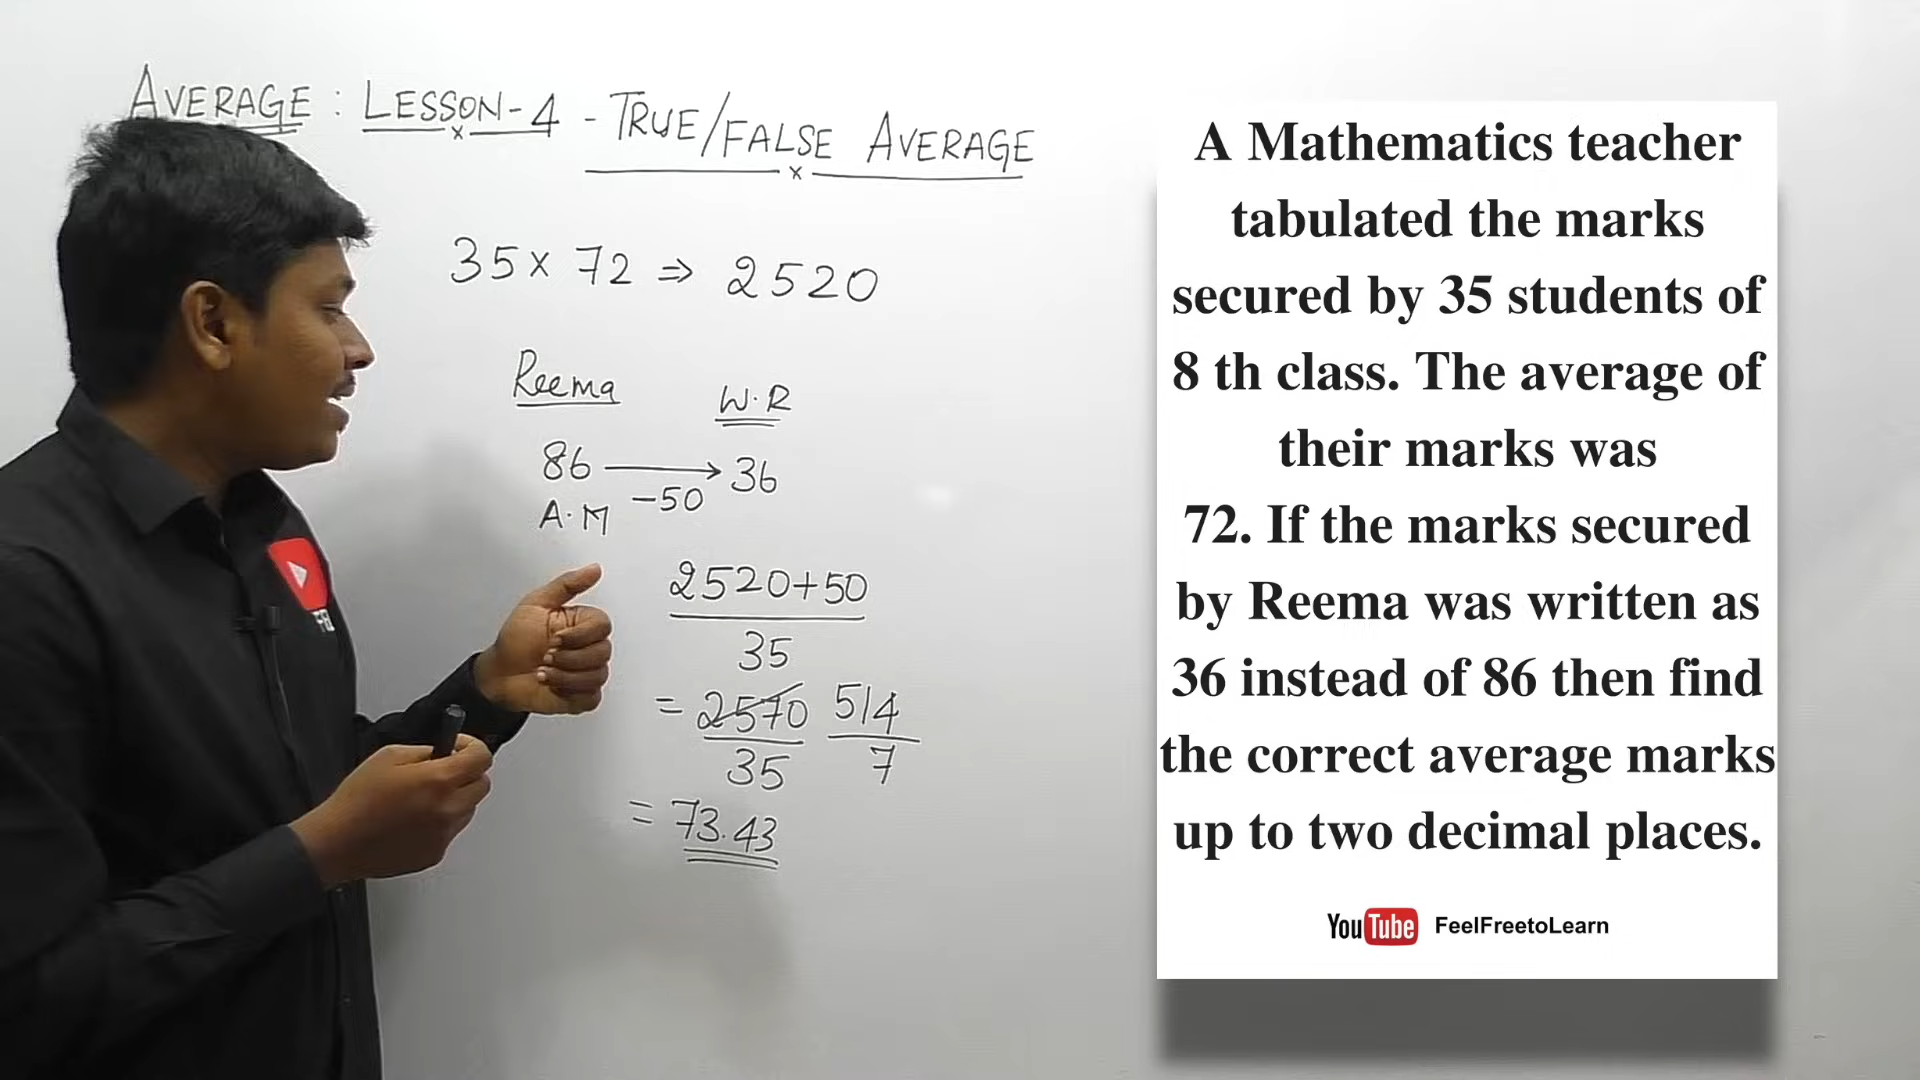 AVERAGE : LESSON-4 - TRUE/FALSE AVERAGE
35 x 72 ⇒ 2520
Reema W.R
86 → 36
-50
A.M
2520+50
35
= 2570 514
35 7
= 73.43
A Mathematics teacher
tabulated the marks
secured by 35 students of
8 th class. The average of
their marks was
72. If the marks secured
by Reema was written as
36 instead of 86 then find
the correct average marks
up to two decimal places.
YouTube FeelFreetoLearn